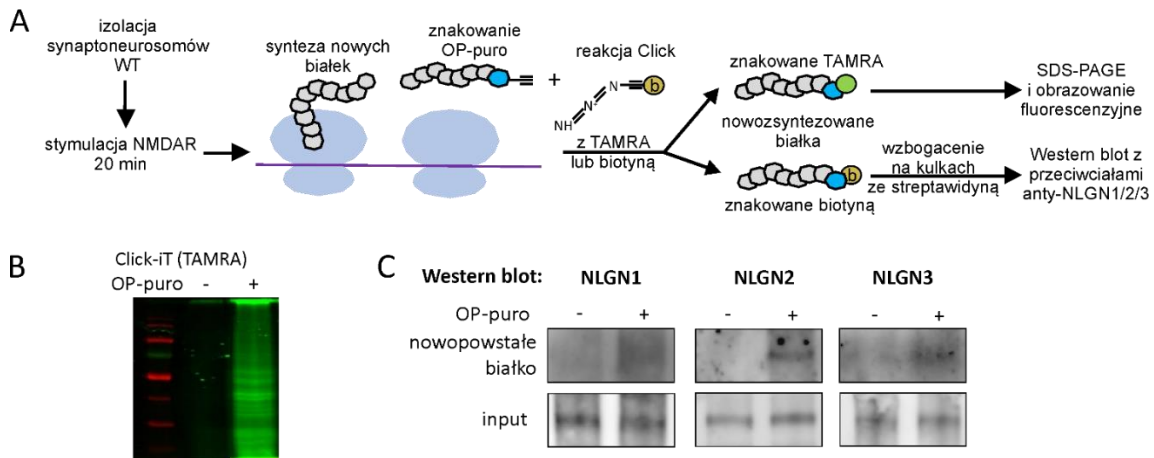 A
izolacja
synaptoneurosomów
WT
stymulacja NMDAR
20 min
synteza nowych
białek
znakowanie
OP-puro
+
reakcja Click
NH
N-
N
b
z TAMRA
lub biotyną
znakowane TAMRA
nowozsyntezowane
białka
b
znakowane biotyną
wzbogacenie
na kulkach
ze streptawidyną
SDS-PAGE
i obrazowanie
fluorescenzyjne
Western blot z
przeciwciałami
anty-NLGN1/2/3
B
Click-iT (TAMRA)
OP-puro - +
C
Western blot: NLGN1 NLGN2 NLGN3
OP-puro - + - + - +
nowopowstałe
białko
input